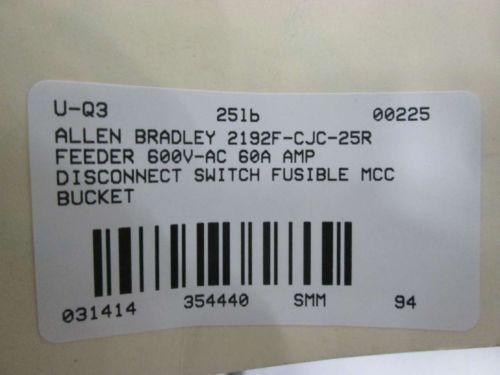 U-Q3 25lb 00225
ALLEN BRADLEY 2192F-CJC-25R
FEEDER 600V-AC 60A AMP
DISCONNECT SWITCH FUSIBLE MCC
BUCKET
031414 354440 SMM 94